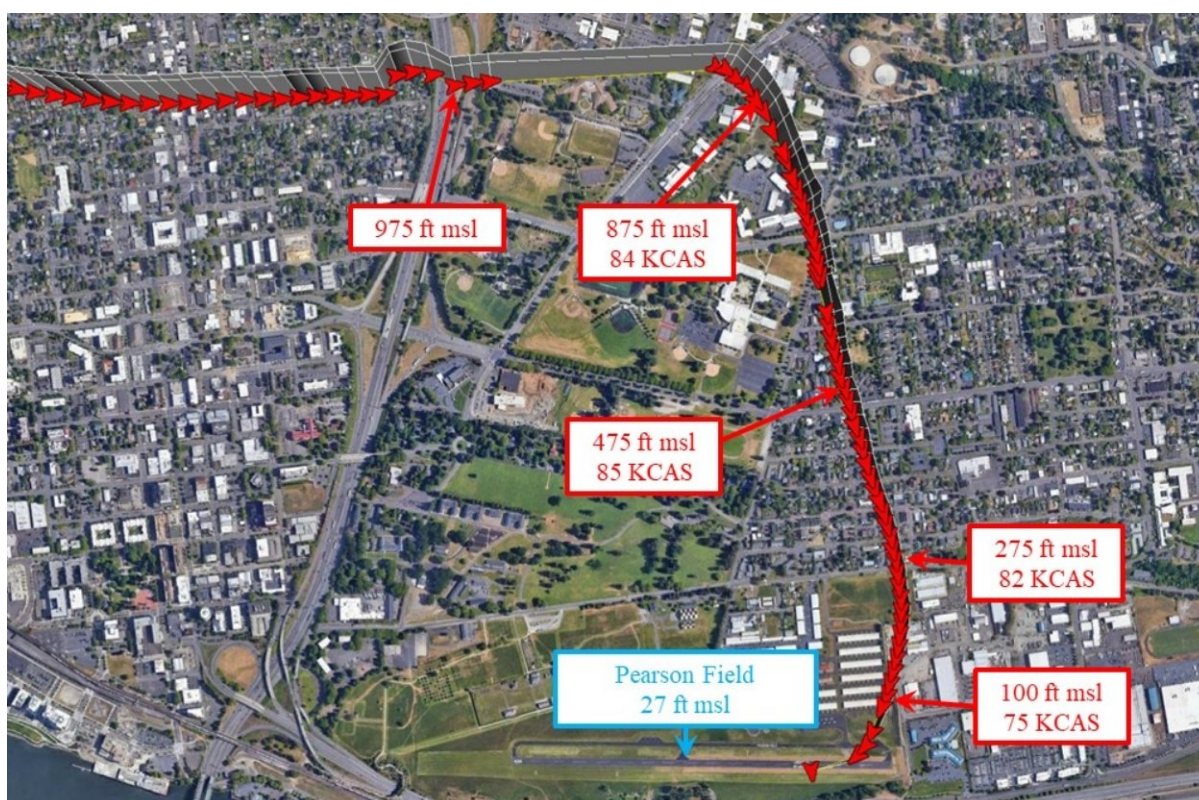 975 ft msl
875 ft msl
84 KCAS
475 ft msl
85 KCAS
275 ft msl
82 KCAS
Pearson Field
27 ft msl
100 ft msl
75 KCAS